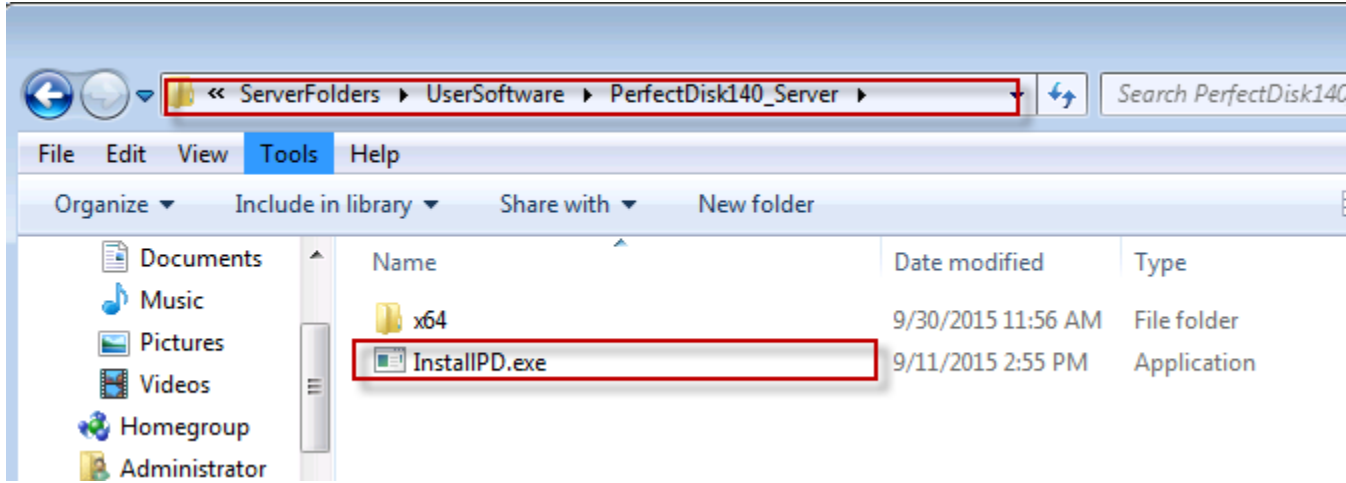 « ServerFolders ▸ UserSoftware ▸ PerfectDisk140_Server ▸ Search PerfectDisk140
File Edit View Tools Help
Organize ▾ Include in library ▾ Share with ▾ New folder
Documents Name Date modified Type
Music
x64 9/30/2015 11:56 AM File folder
Pictures
InstallPD.exe 9/11/2015 2:55 PM Application
Videos
Homegroup
Administrator